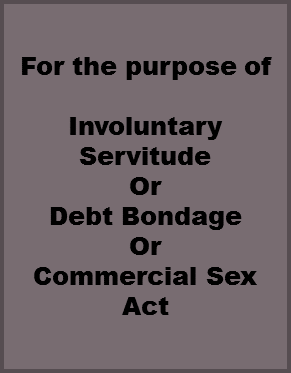 For the purpose of
Involuntary
Servitude
Or
Debt Bondage
Or
Commercial Sex
Act